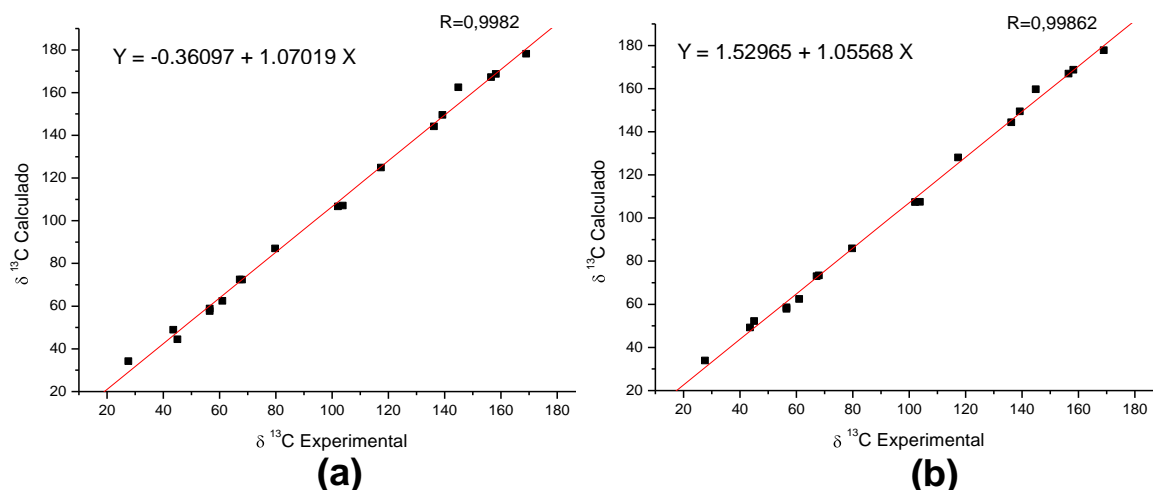 R=0,9982
Y = -0.36097 + 1.07019 X
180
160
140
120
100
80
60
40
20
δ ¹³C Calculado
20 40 60 80 100 120 140 160 180
δ ¹³C Experimental
(a)
R=0,99862
Y = 1.52965 + 1.05568 X
180
160
140
120
100
80
60
40
20
δ ¹³C Calculado
20 40 60 80 100 120 140 160 180
δ ¹³C Experimental
(b)